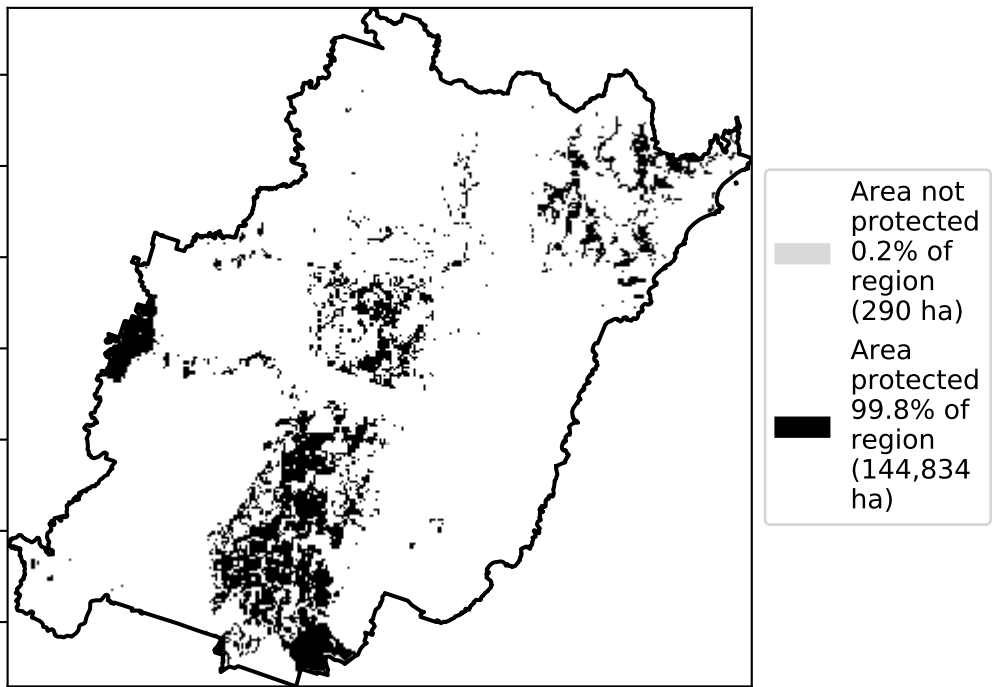 Area not
protected
0.2% of
region
(290 ha)
Area
protected
99.8% of
region
(144,834
ha)